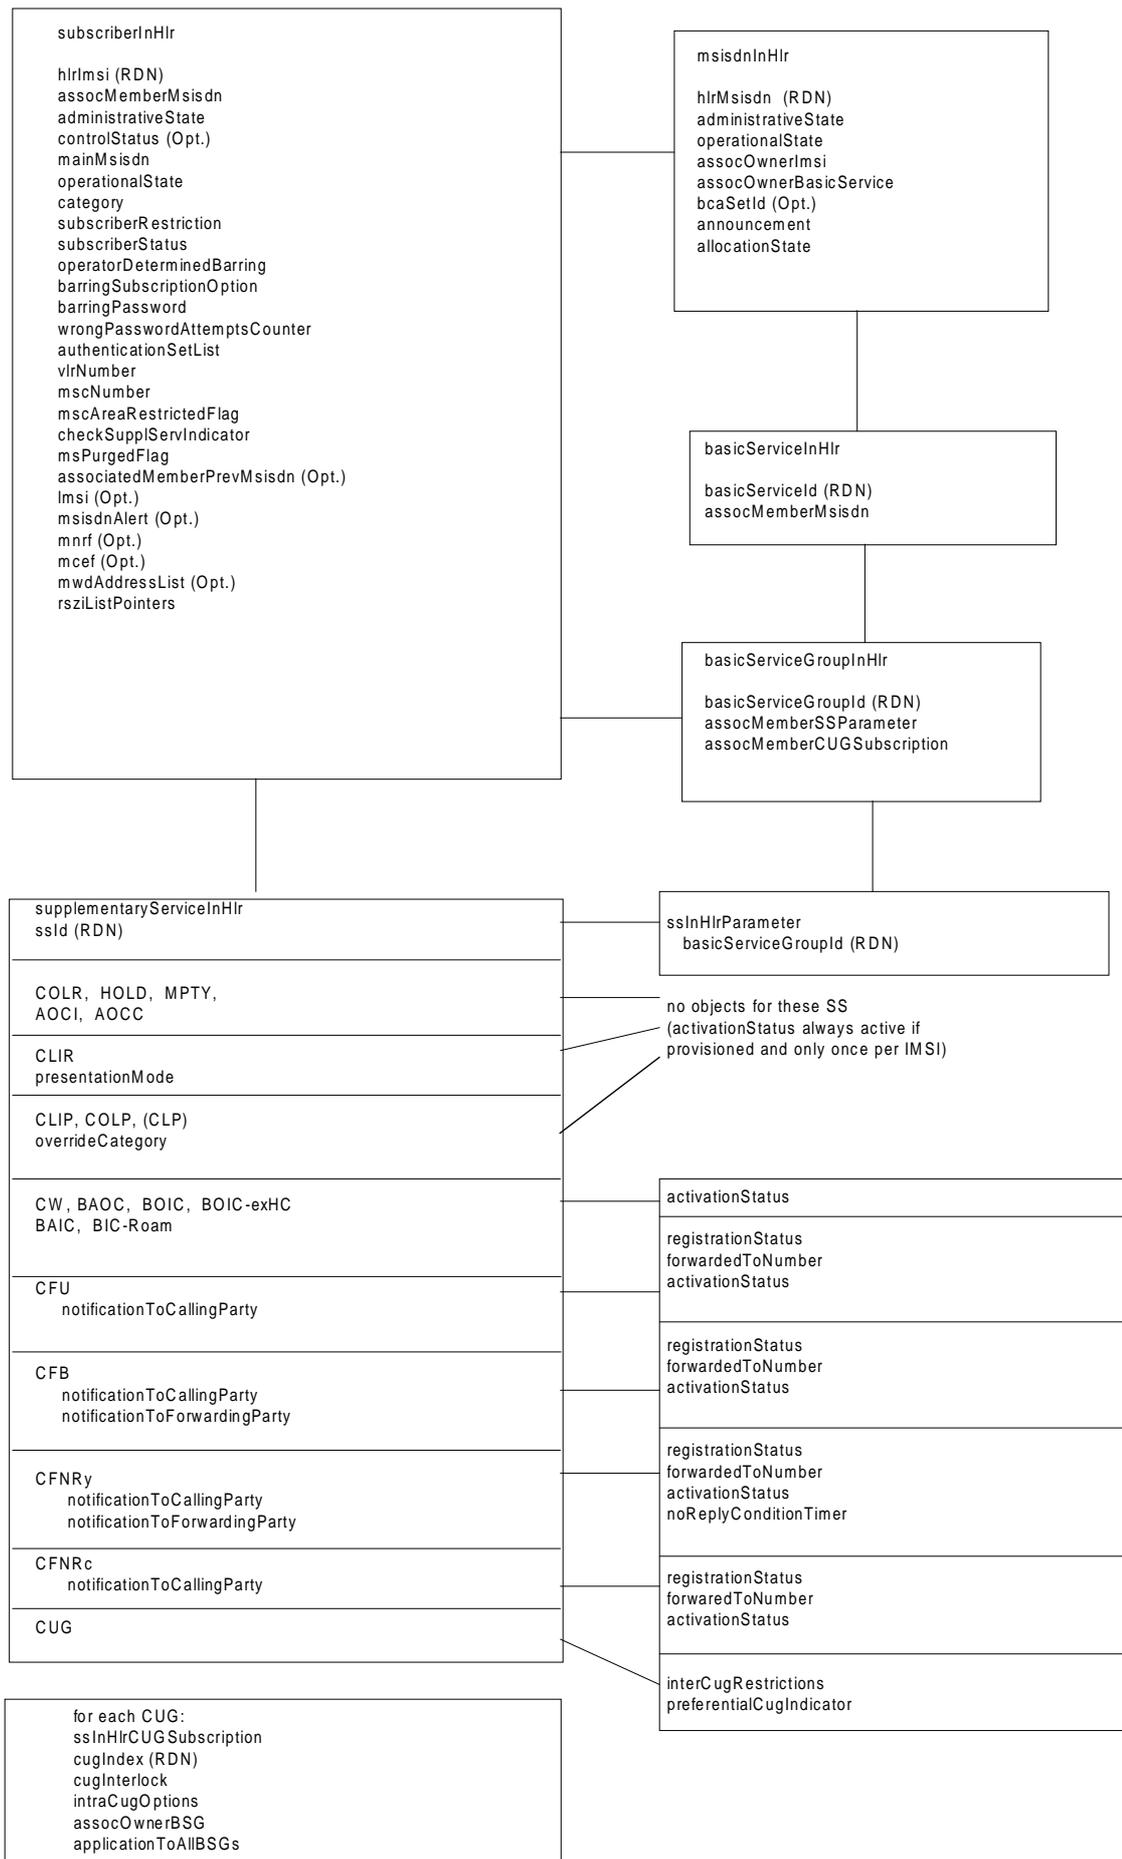 subscriberInHlr
hlrImsi (RDN)
assocMemberMsisdn
administrativeState
controlStatus (Opt.)
mainMsisdn
operationalState
category
subscriberRestriction
subscriberStatus
operatorDeterminedBarring
barringSubscriptionOption
barringPassword
wrongPasswordAttemptsCounter
authenticationSetList
vlrNumber
mscNumber
mscAreaRestrictedFlag
checkSupplServIndicator
msPurgedFlag
associatedMemberPrevMsisdn (Opt.)
lmsi (Opt.)
msisdnAlert (Opt.)
mnrf (Opt.)
mcef (Opt.)
mwdAddressList (Opt.)
rsziListPointers
msisdnInHlr
hlrMsisdn (RDN)
administrativeState
operationalState
assocOwnerImsi
assocOwnerBasicService
bcaSetId (Opt.)
announcement
allocationState
basicServiceInHlr
basicServiceId (RDN)
assocMemberMsisdn
basicServiceGroupInHlr
basicServiceGroupId (RDN)
assocMemberSSParameter
assocMemberCUGSubscription
supplementaryServiceInHlr
ssId (RDN)
COLR, HOLD, MPTY,
AOCI, AOCC
CLIR
presentationMode
CLIP, COLP, (CLP)
overrideCategory
CW, BAOC, BOIC, BOIC-exHC
BAIC, BIC-Roam
CFU
notificationToCallingParty
CFB
notificationToCallingParty
notificationToForwardingParty
CFNRy
notificationToCallingParty
notificationToForwardingParty
CFNRc
notificationToCallingParty
CUG
ssInHlrParameter
basicServiceGroupId (RDN)
no objects for these SS
(activationStatus always active if
provisioned and only once per IMSI)
activationStatus
registrationStatus
forwardedToNumber
activationStatus
registrationStatus
forwardedToNumber
activationStatus
registrationStatus
forwardedToNumber
activationStatus
noReplyConditionTimer
registrationStatus
forwaredToNumber
activationStatus
interCugRestrictions
preferentialCugIndicator
for each CUG:
ssInHlrCUGSubscription
cugIndex (RDN)
cugInterlock
intraCugOptions
assocOwnerBSG
applicationToAllBSGs